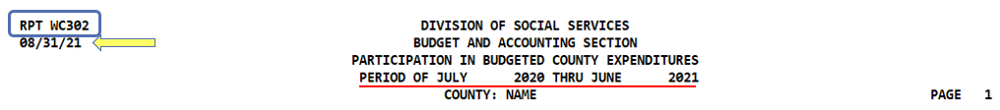 RPT WC302 DIVISION OF SOCIAL SERVICES
08/31/21 BUDGET AND ACCOUNTING SECTION
PARTICIPATION IN BUDGETED COUNTY EXPENDITURES
PERIOD OF JULY 2020 THRU JUNE 2021
COUNTY: NAME PAGE 1